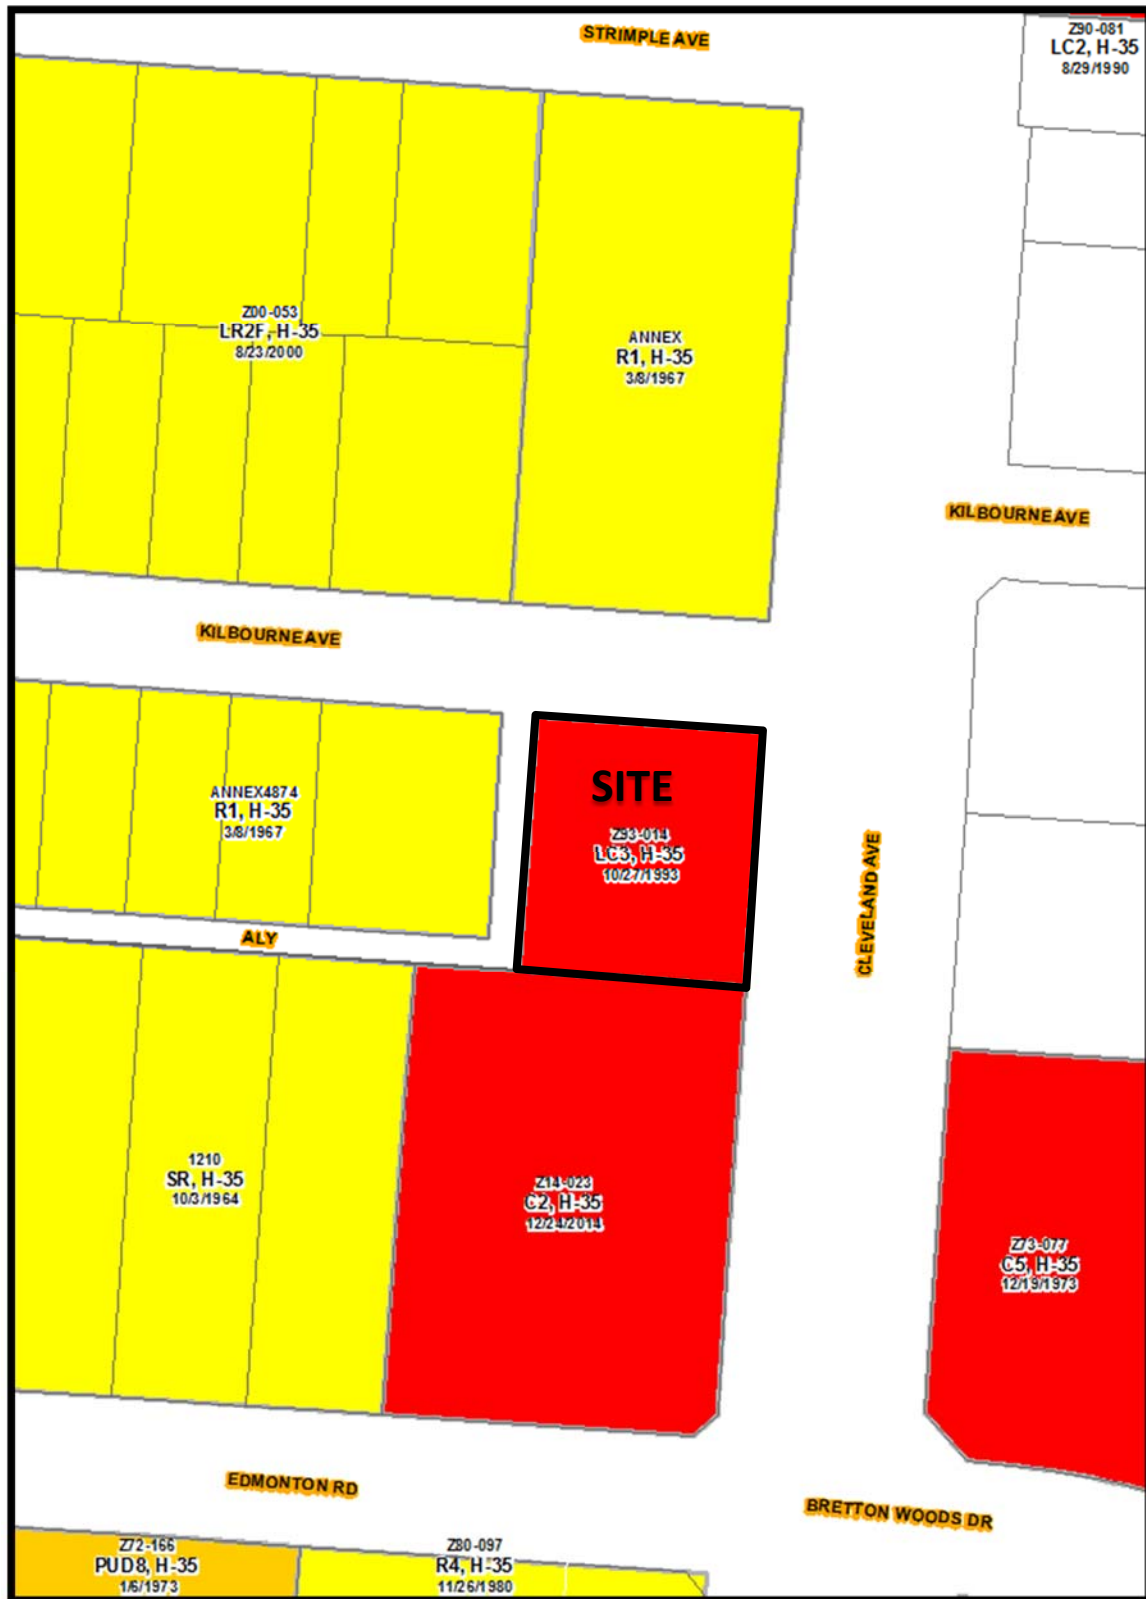 STRIMPLE AVE
Z90-081
LC2, H-35
8/29/1990
Z00-053
LR2F, H-35
8/23/2000
ANNEX
R1, H-35
3/8/1967
KILBOURNE AVE
KILBOURNE AVE
SITE
Z93-014
LC3, H-35
10/27/1993
ANNEX4874
R1, H-35
3/8/1967
CLEVELAND AVE
ALY
1210
SR, H-35
10/3/1964
Z14-023
C2, H-35
12/24/2014
Z73-077
C5, H-35
12/19/1973
EDMONTON RD
BRETTON WOODS DR
Z72-166
PUD8, H-35
1/6/1973
Z80-097
R4, H-35
11/26/1980